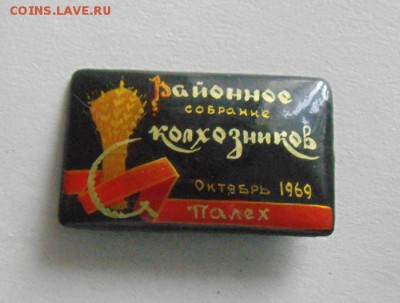 COINS.LAVE.RU
Районное
собрание
колхозников
Октябрь 1969
Палех